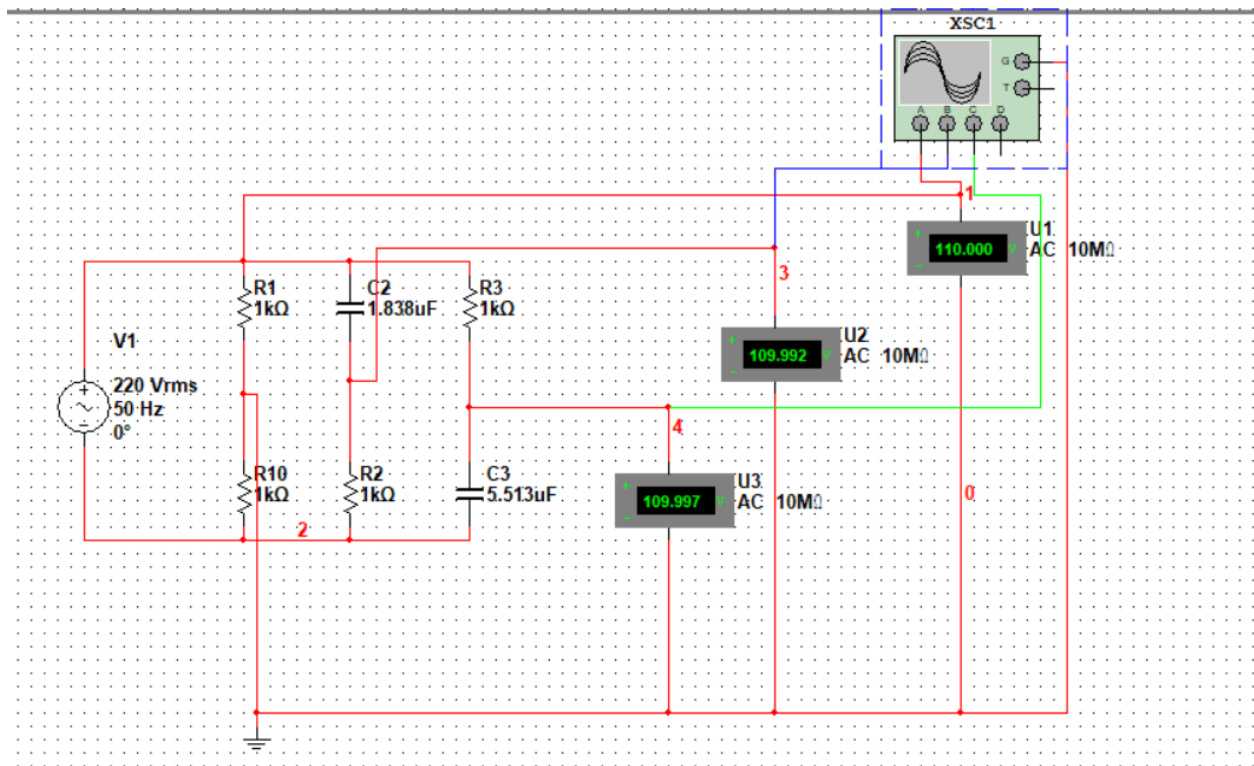 XSC1
G
T
A B C D
1
U1
110.000 V
AC 10MΩ
3
U2
109.992 V
AC 10MΩ
R1
1kΩ
C2
1.838uF
R3
1kΩ
V1
220 Vrms
50 Hz
0°
4
U3
109.997 V
AC 10MΩ
R10
1kΩ
R2
1kΩ
C3
5.513uF
0
2